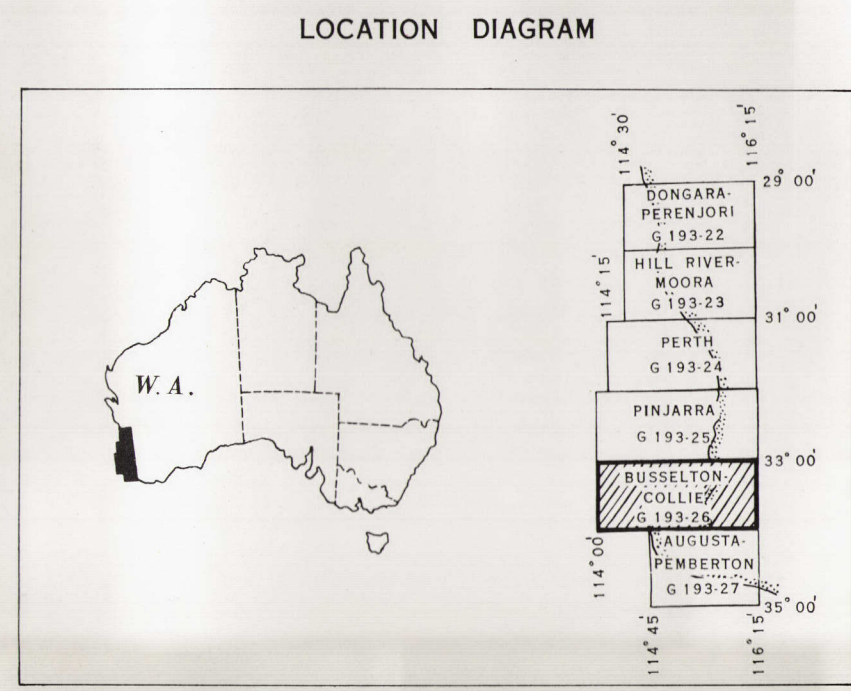 LOCATION DIAGRAM
W. A.
114° 30'
116° 15'
29° 00'
DONGARA-
PERENJORI
G 193-22
114° 15'
HILL RIVER-
MOORA
G 193-23
31° 00'
PERTH
G 193-24
PINJARRA
G 193-25
33° 00'
BUSSELTON-
COLLIE
G 193-26
114° 00'
AUGUSTA-
PEMBERTON
G 193-27
35° 00'
114° 45'
116° 15'